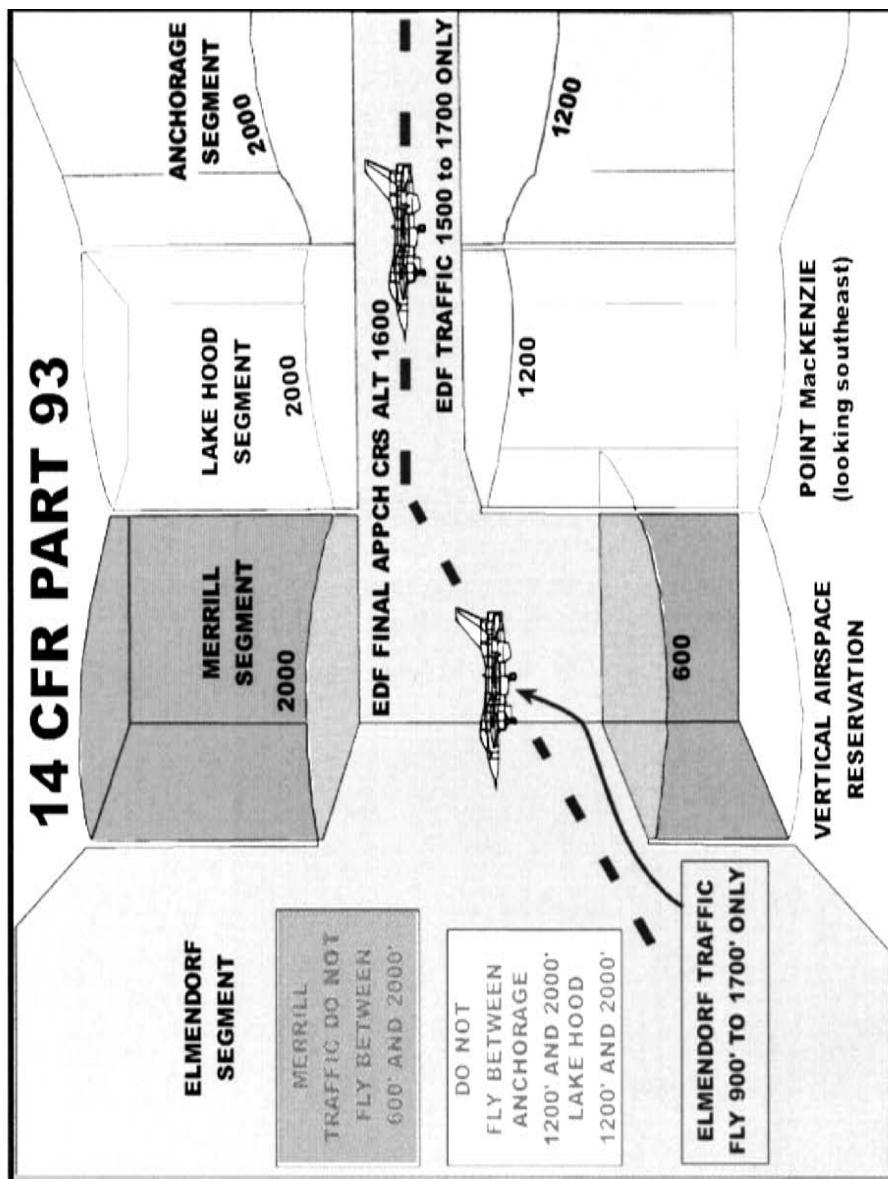 14 CFR PART 93
ELMENDORF
SEGMENT
MERRILL
SEGMENT
2000
LAKE HOOD
SEGMENT
2000
ANCHORAGE
SEGMENT
2000
MERRILL
TRAFFIC DO NOT
FLY BETWEEN
600' AND 2000'
EDF FINAL APPCH CRS ALT 1600
EDF TRAFFIC 1500 to 1700 ONLY
DO NOT
FLY BETWEEN
ANCHORAGE
1200' AND 2000'
LAKE HOOD
1200' AND 2000'
600
1200
1200
ELMENDORF TRAFFIC
FLY 900' TO 1700' ONLY
VERTICAL AIRSPACE
RESERVATION
POINT MacKENZIE
(looking southeast)